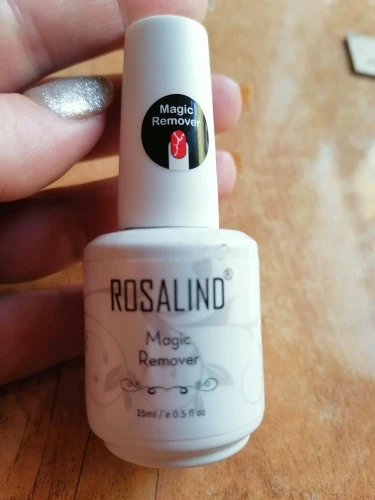 Magic
Remover
ROSALIND®
Magic
Remover
15ml / e 0.5 fl oz